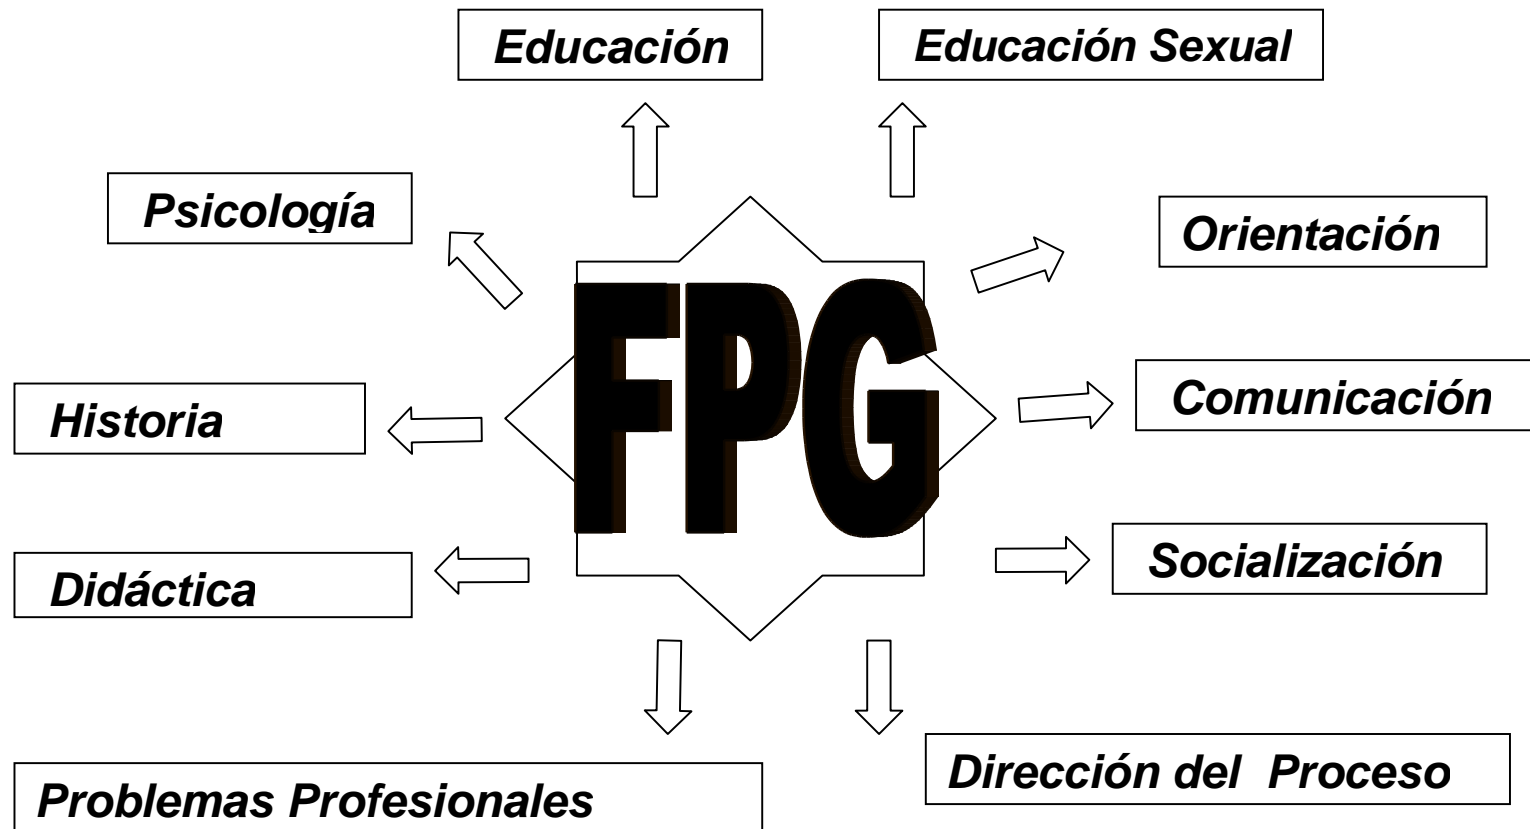 Educación
Educación Sexual
Psicología
Orientación
FPG
Historia
Comunicación
Didáctica
Socialización
Problemas Profesionales
Dirección del Proceso